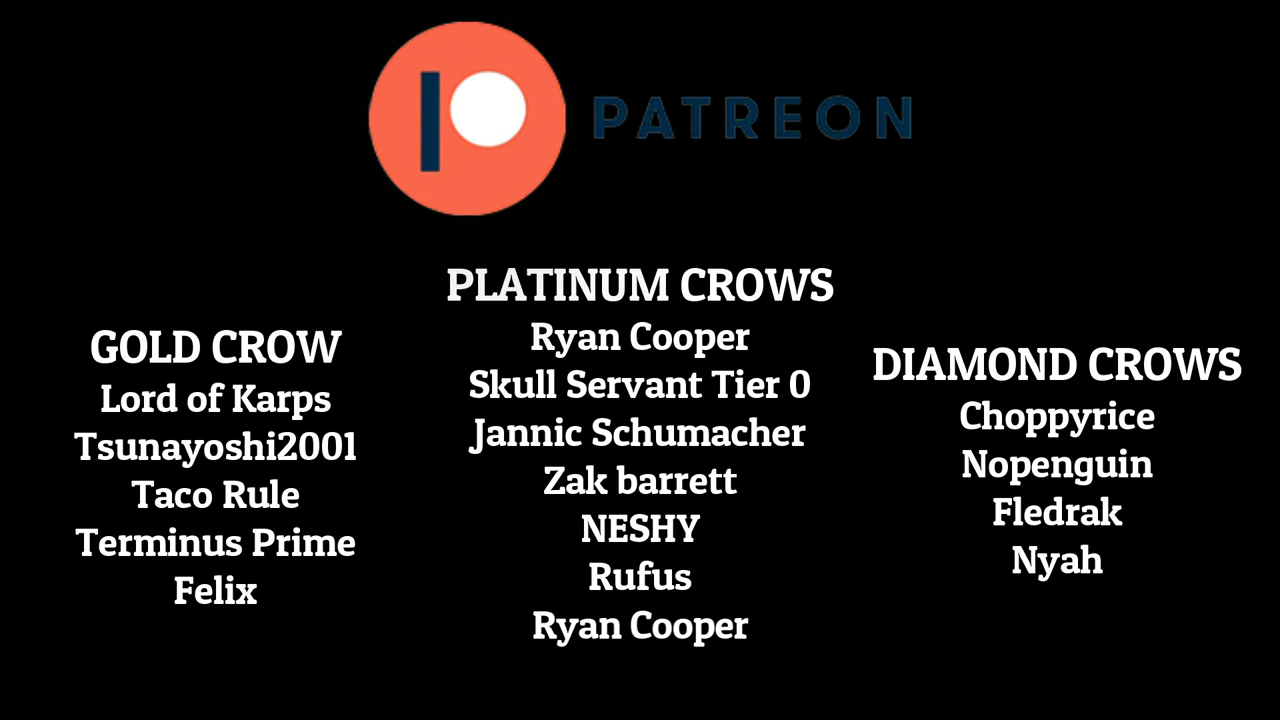 PATREON
GOLD CROW
Lord of Karps
Tsunayoshi2001
Taco Rule
Terminus Prime
Felix
PLATINUM CROWS
Ryan Cooper
Skull Servant Tier 0
Jannic Schumacher
Zak barrett
NESHY
Rufus
Ryan Cooper
DIAMOND CROWS
Choppyrice
Nopenguin
Fledrak
Nyah